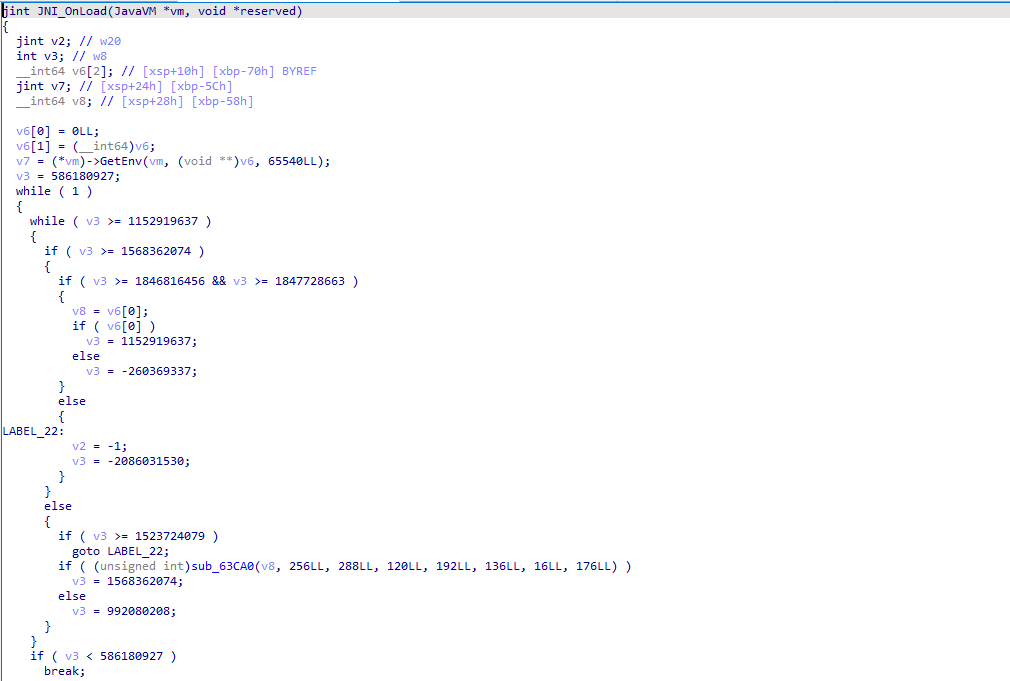 jint JNI_OnLoad(JavaVM *vm, void *reserved)
{
  jint v2; // w20
  int v3; // w8
  __int64 v6[2]; // [xsp+10h] [xbp-70h] BYREF
  jint v7; // [xsp+24h] [xbp-5Ch]
  __int64 v8; // [xsp+28h] [xbp-58h]

  v6[0] = 0LL;
  v6[1] = (__int64)v6;
  v7 = (*vm)->GetEnv(vm, (void **)v6, 65540LL);
  v3 = 586180927;
  while ( 1 )
  {
    while ( v3 >= 1152919637 )
    {
      if ( v3 >= 1568362074 )
      {
        if ( v3 >= 1846816456 && v3 >= 1847728663 )
        {
          v8 = v6[0];
          if ( v6[0] )
            v3 = 1152919637;
          else
            v3 = -260369337;
        }
        else
        {
LABEL_22:
          v2 = -1;
          v3 = -2086031530;
        }
      }
      else
      {
        if ( v3 >= 1523724079 )
          goto LABEL_22;
        if ( (unsigned int)sub_63CA0(v8, 256LL, 288LL, 120LL, 192LL, 136LL, 16LL, 176LL) )
          v3 = 1568362074;
        else
          v3 = 992080208;
      }
    }
    if ( v3 < 586180927 )
      break;